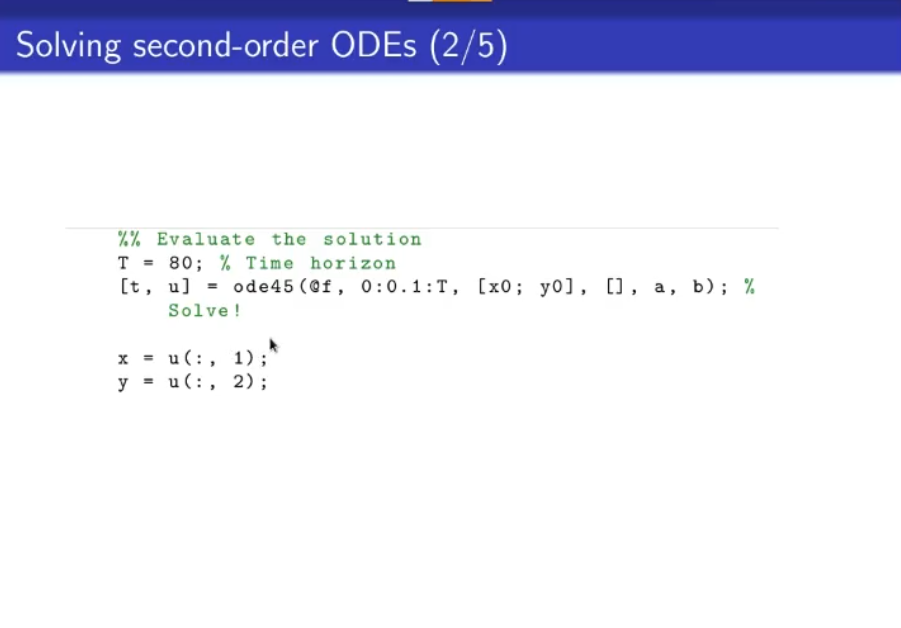 Solving second-order ODEs (2/5)
%% Evaluate the solution
T = 80; % Time horizon
[t, u] = ode45(@f, 0:0.1:T, [x0; y0], [], a, b); %
Solve!
x = u(:, 1);
y = u(:, 2);